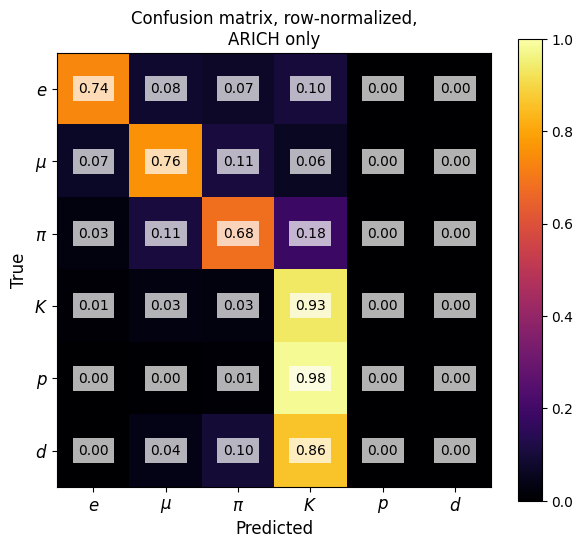 Confusion matrix, row-normalized,
ARICH only
True
e 0.74 0.08 0.07 0.10 0.00 0.00
μ 0.07 0.76 0.11 0.06 0.00 0.00
π 0.03 0.11 0.68 0.18 0.00 0.00
K 0.01 0.03 0.03 0.93 0.00 0.00
p 0.00 0.00 0.01 0.98 0.00 0.00
d 0.00 0.04 0.10 0.86 0.00 0.00
e μ π K p d
Predicted
1.0
0.8
0.6
0.4
0.2
0.0